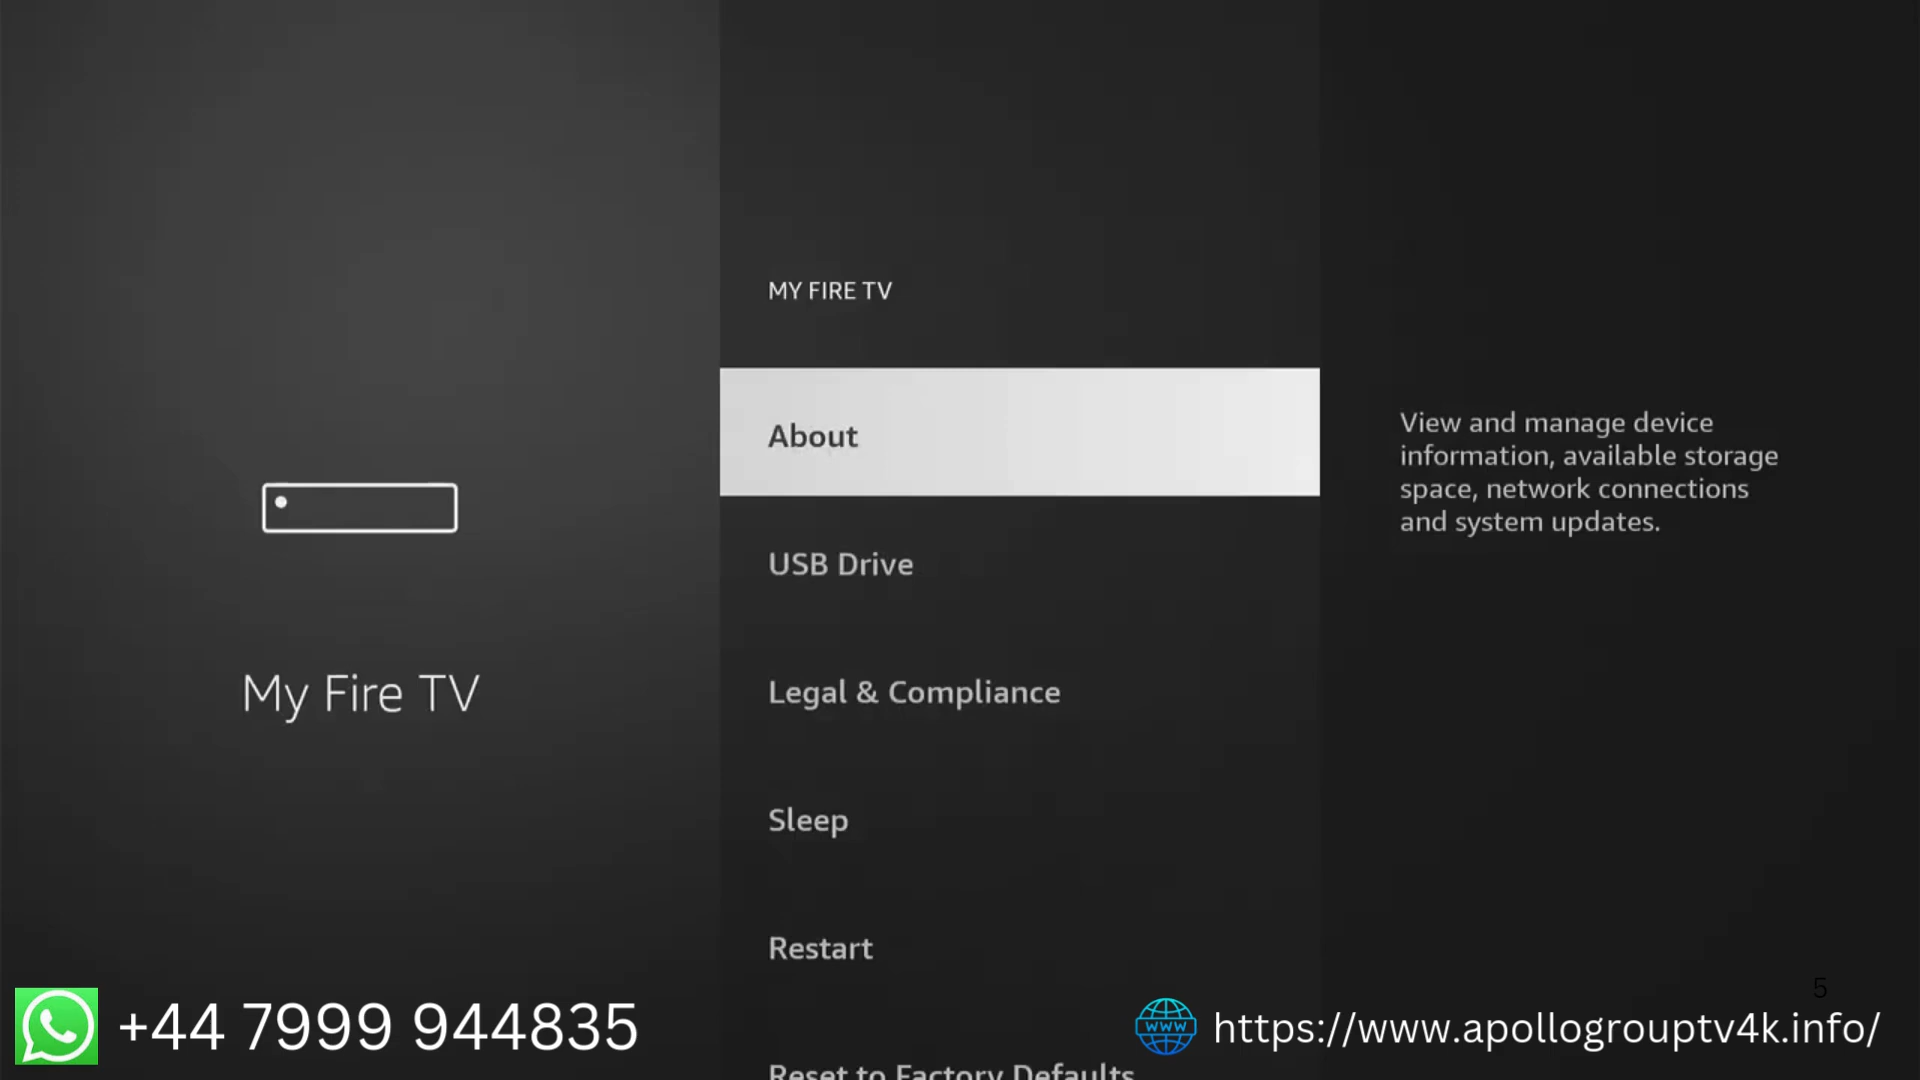 MY FIRE TV
About
View and manage device
information, available storage
space, network connections
and system updates.
USB Drive
My Fire TV
Legal & Compliance
Sleep
Restart
5
+44 7999 944835
www
https://www.apollogrouptv4k.info/
Reset to Factory Defaults